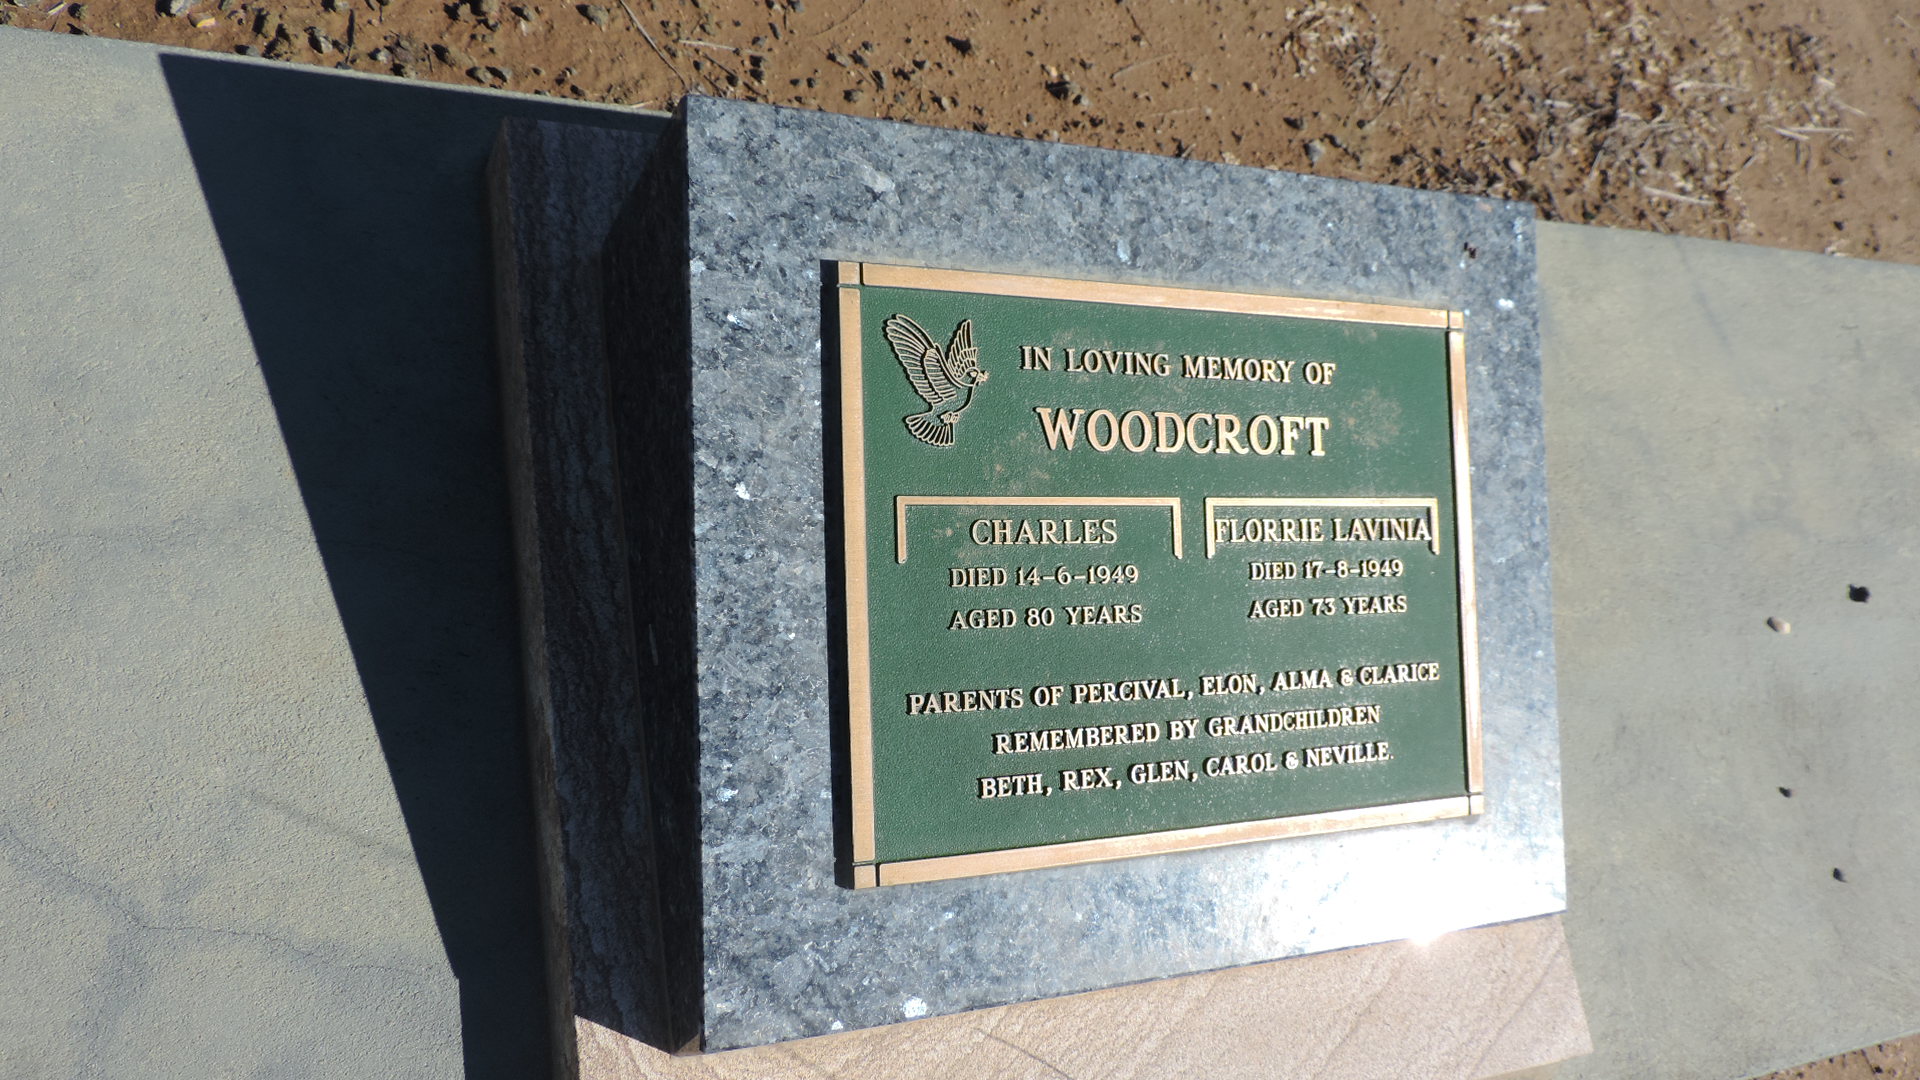 IN LOVING MEMORY OF
WOODCROFT
CHARLES
DIED 14-6-1949
AGED 80 YEARS
FLORRIE LAVINIA
DIED 17-8-1949
AGED 73 YEARS
PARENTS OF PERCIVAL, ELON, ALMA & CLARICE
REMEMBERED BY GRANDCHILDREN
BETH, REX, GLEN, CAROL & NEVILLE.